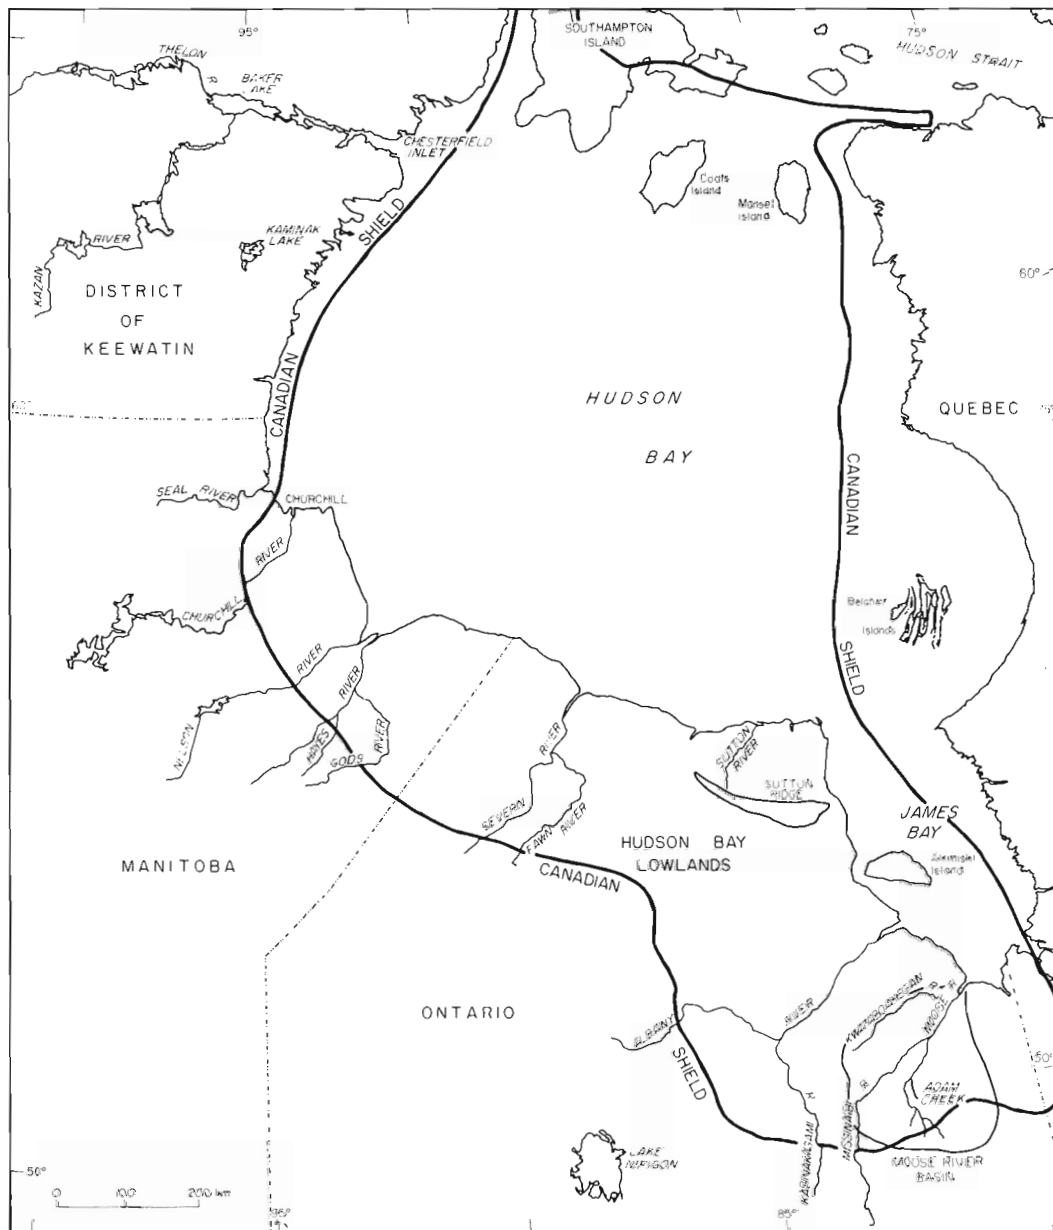 95°
75°
THELON
R
SOUTHAMPTON
ISLAND
HUDSON STRAIT
BAKER
LAKE
CHESTERFIELD
INLET
Coats
Island
Mansel
Island
SHIELD
RIVER
KAMINAK
LAKE
KAZAN
60°
DISTRICT
OF
KEEWATIN
CANADIAN
HUDSON
BAY
QUEBEC
60°
SEAL RIVER
CHURCHILL
RIVER
CANADIAN
CHURCHILL
Belcher
Islands
RIVER
RIVER
SHIELD
NELSON
HAYES
GODS
RIVER
RIVER
SUTTON
RIVER
SUTTON
RIDGE
SEVERN
FAWN RIVER
JAMES
BAY
HUDSON BAY
LOWLANDS
MANITOBA
CANADIAN
Akimiski
Island
ONTARIO
ALBANY
RIVER
KWATABOAHEGAN
R
MOOSE
R
SHIELD
50°
R
R
ADAM
CREEK
MISSINAIBI
KABINAKAGAMI
LAKE
NIPIGON
MOOSE RIVER
BASIN
50°
0 100 200 km
95°
85°